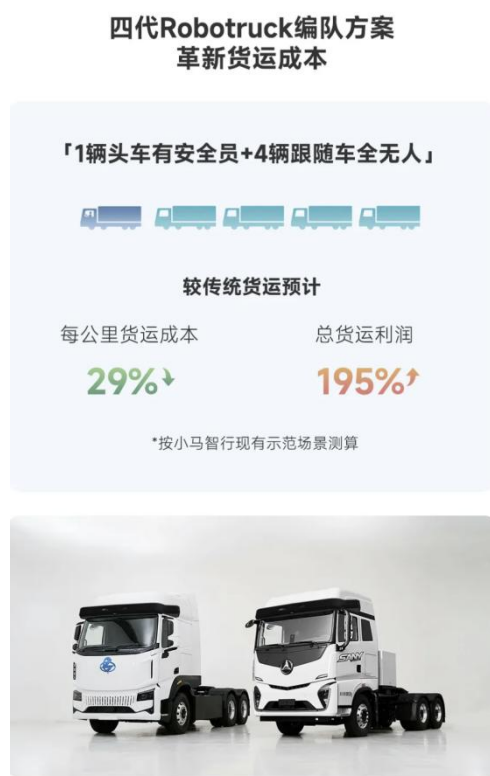 四代Robotruck编队方案
革新货运成本
「1辆头车有安全员+4辆跟随车全无人」
较传统货运预计
每公里货运成本 总货运利润
29% 195%
*按小马智行现有示范场景测算
SANY